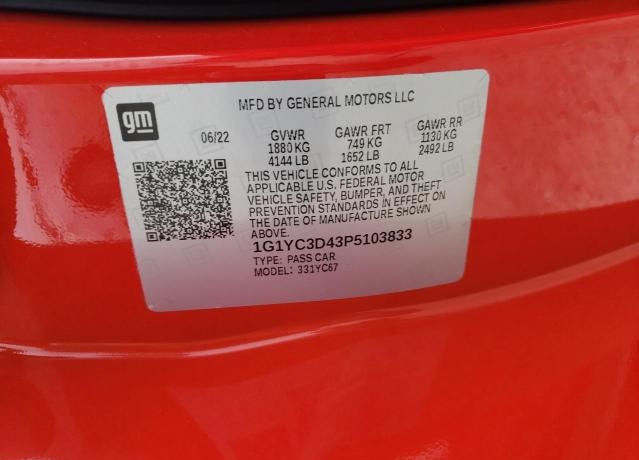 gm
MFD BY GENERAL MOTORS LLC
06/22 GVWR GAWR FRT GAWR RR
1880 KG 749 KG 1130 KG
4144 LB 1652 LB 2492 LB
THIS VEHICLE CONFORMS TO ALL
APPLICABLE U.S. FEDERAL MOTOR
VEHICLE SAFETY, BUMPER, AND THEFT
PREVENTION STANDARDS IN EFFECT ON
THE DATE OF MANUFACTURE SHOWN
ABOVE.
1G1YC3D43P5103833
TYPE: PASS CAR
MODEL: 331YC67